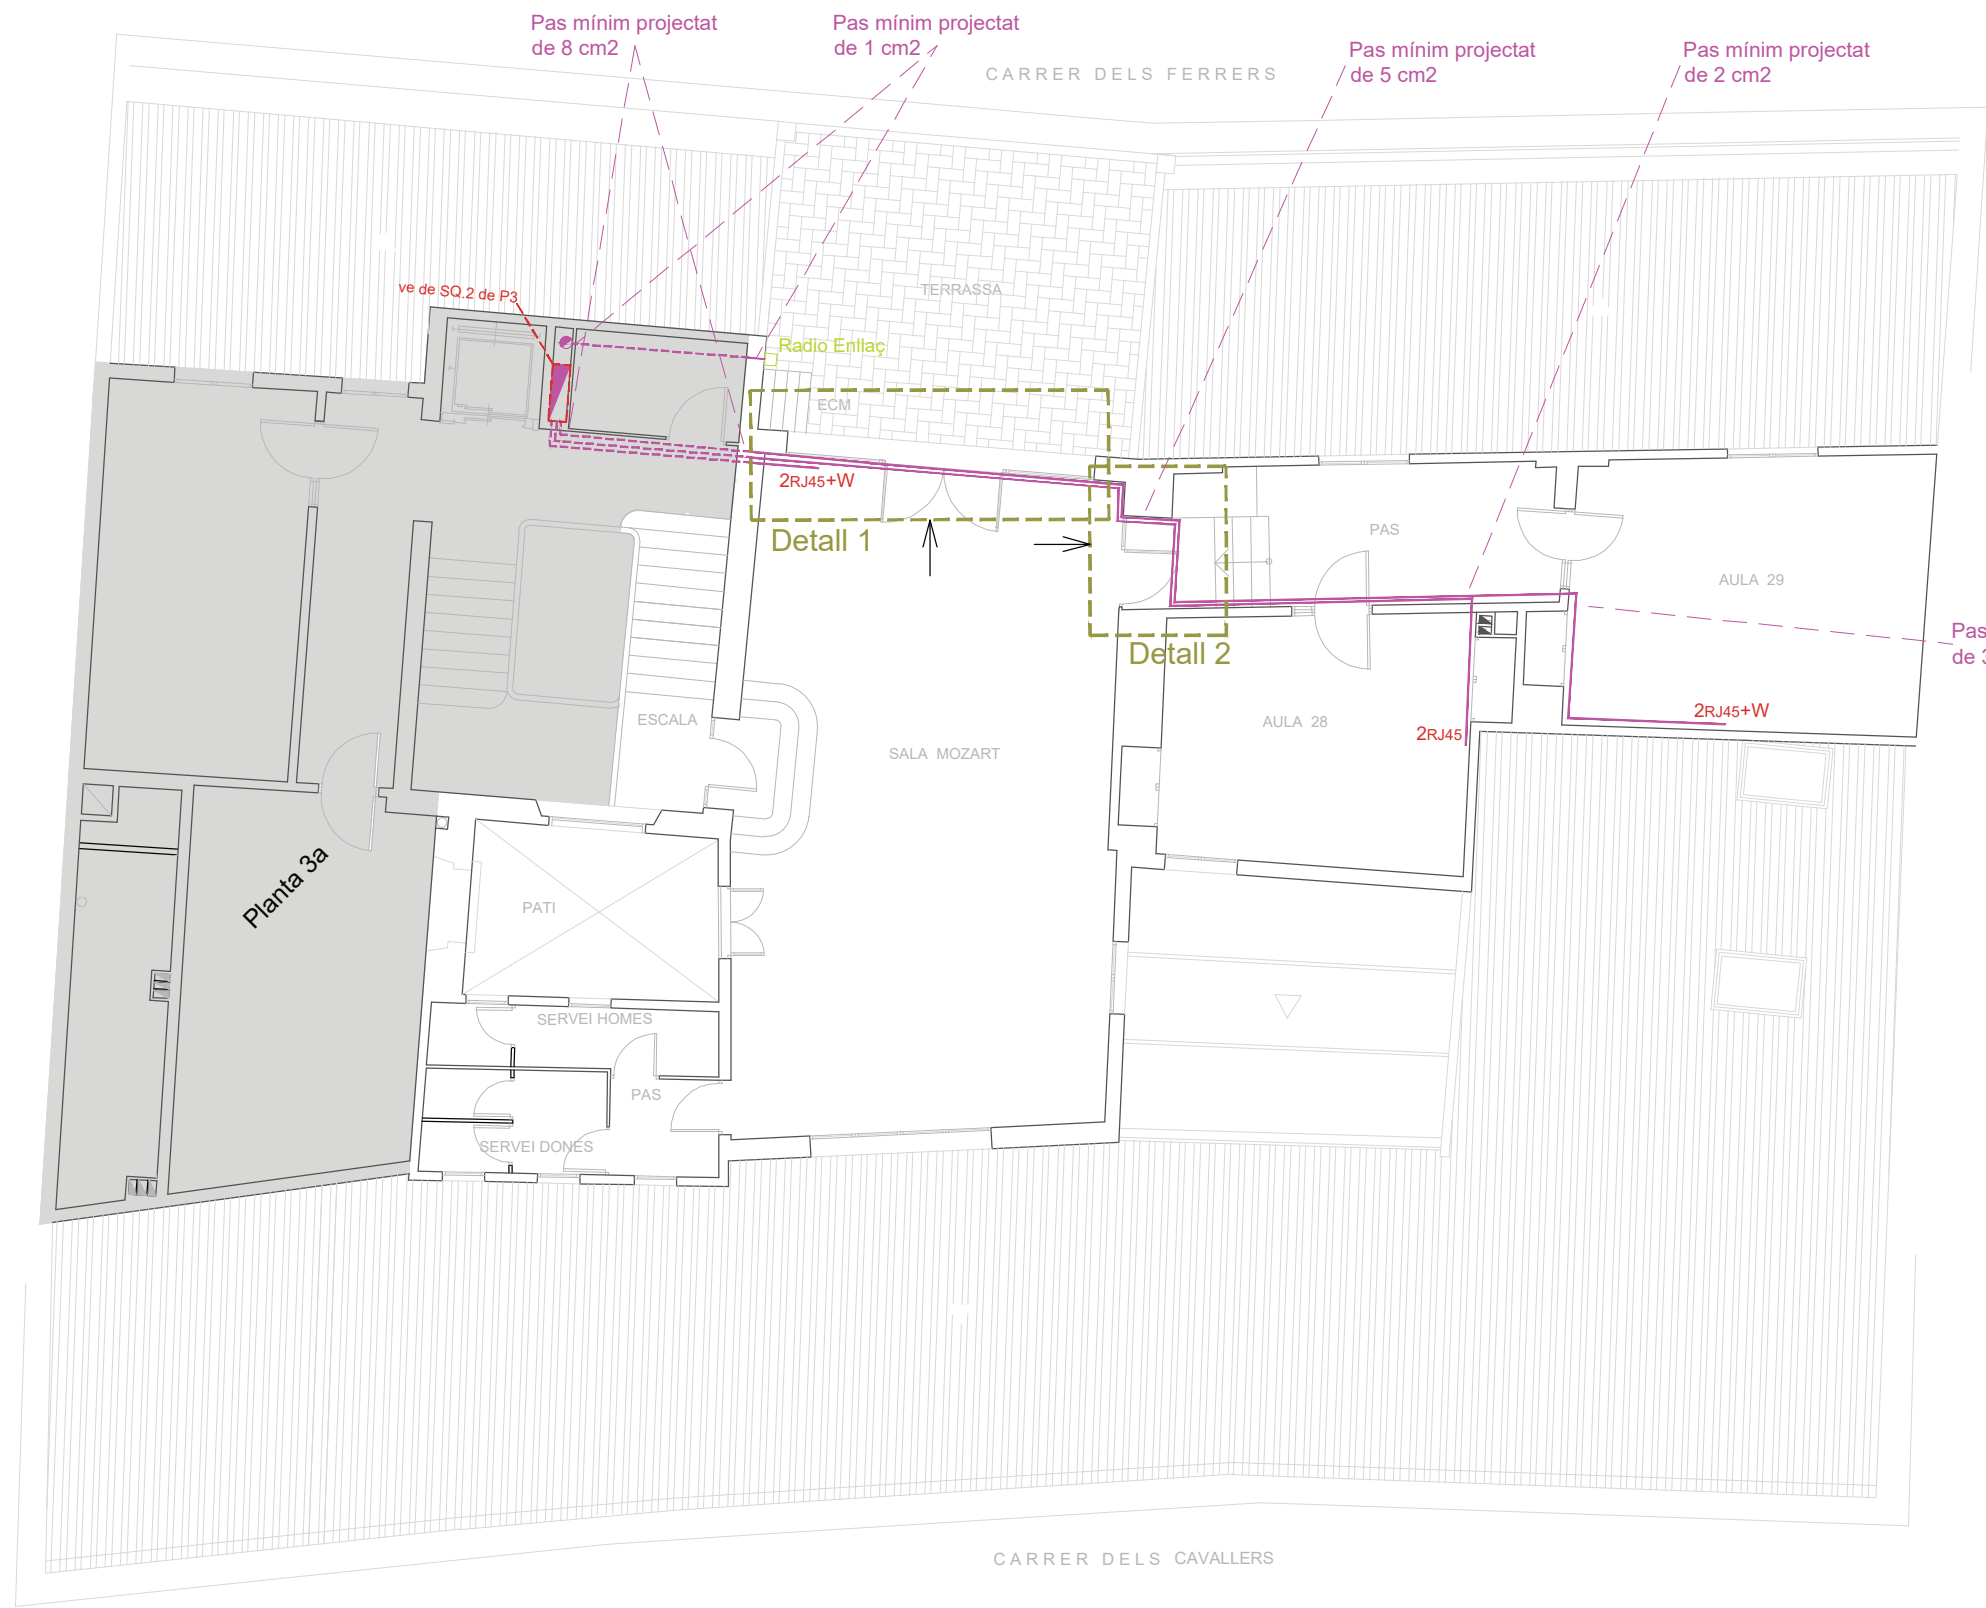 Pas mínim projectat
de 8 cm2
Pas mínim projectat
de 1 cm2
Pas mínim projectat
de 5 cm2
Pas mínim projectat
de 2 cm2
CARRER DELS FERRERS
TERRASSA
ve de SQ.2 de P3
Radio Enllaç
ECM
2RJ45+W
Detall 1
PAS
AULA 29
Pas
de 3
Detall 2
ESCALA
AULA 28
2RJ45
2RJ45+W
SALA MOZART
Planta 3a
PATI
SERVEI HOMES
PAS
SERVEI DONES
CARRER DELS CAVALLERS